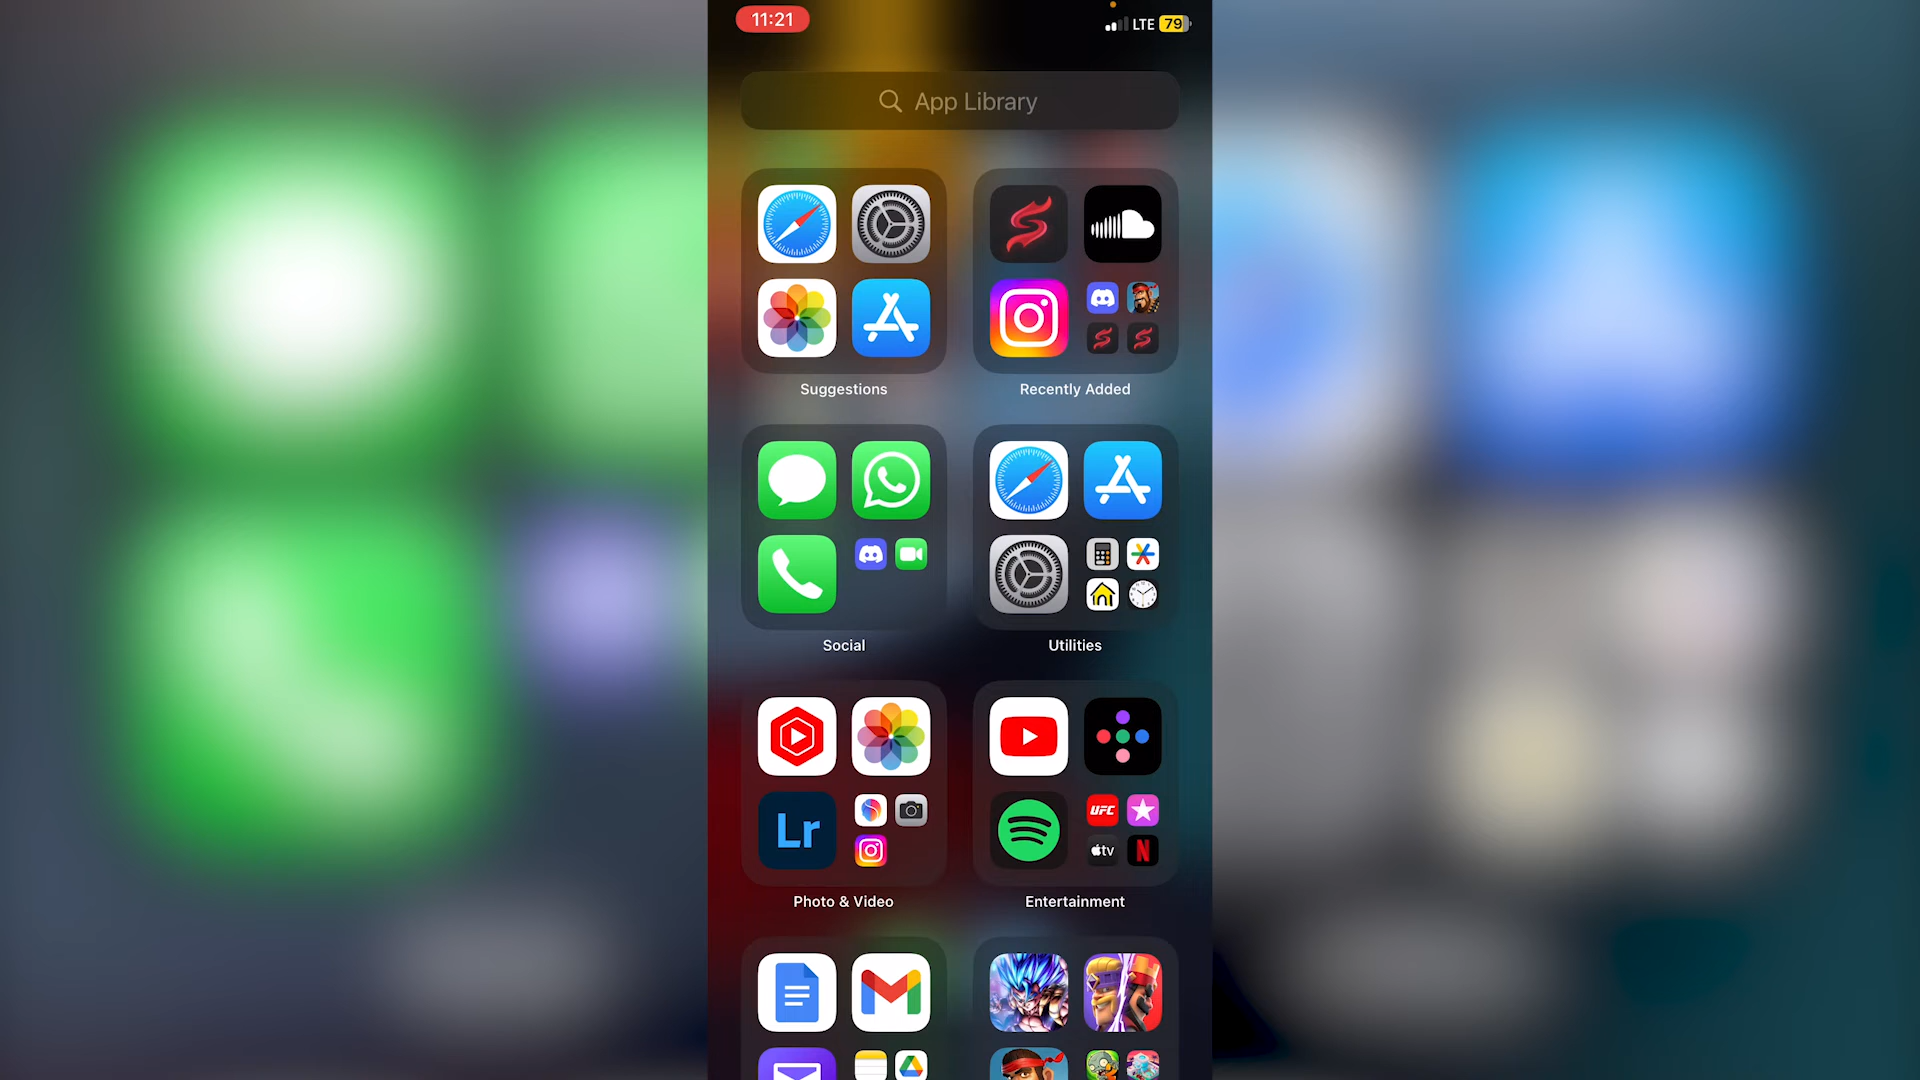 11:21
LTE 79
App Library
Suggestions
Recently Added
Social
Utilities
Photo & Video
Entertainment
Lr
UFC
tv
N